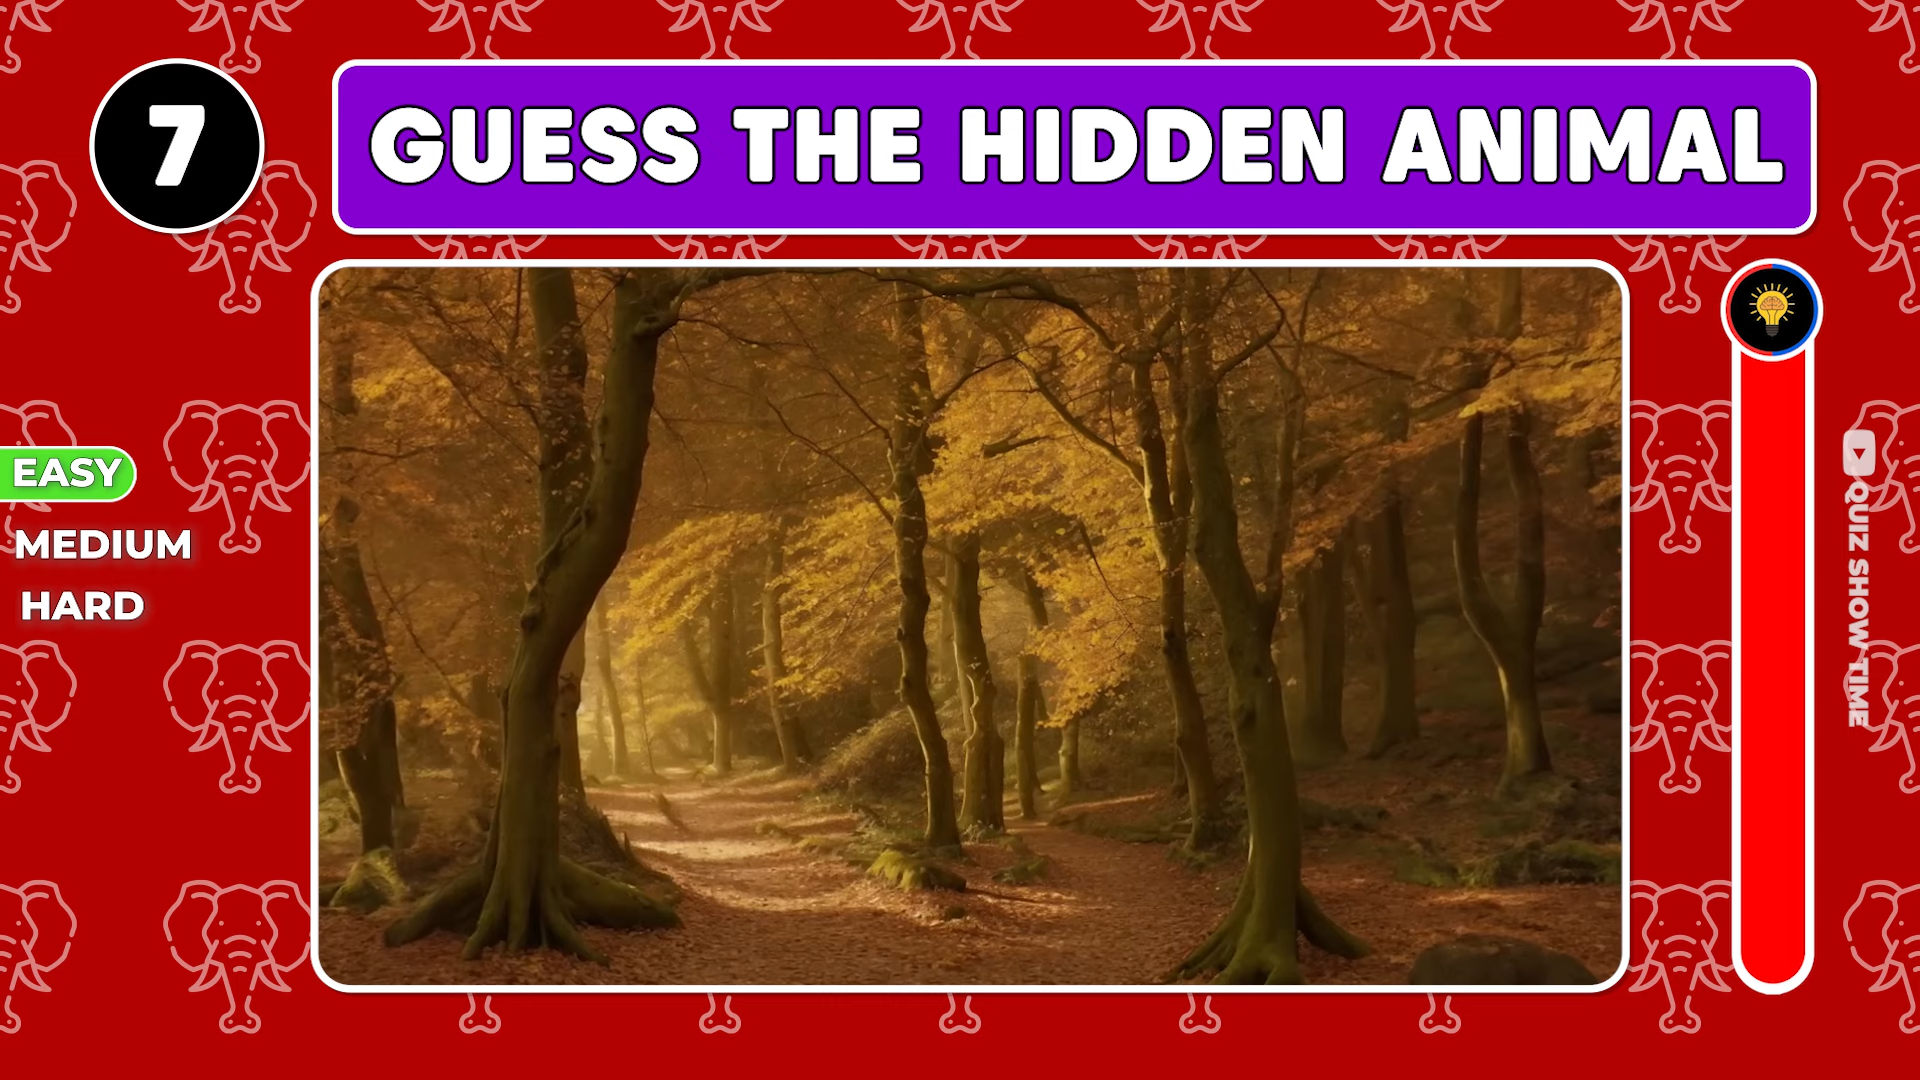 7
GUESS THE HIDDEN ANIMAL
EASY
MEDIUM
HARD
QUIZ SHOW TIME